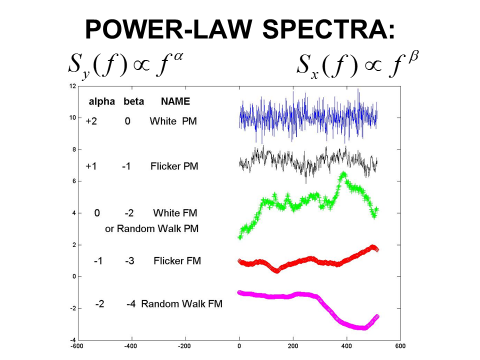 POWER-LAW SPECTRA:
S_y(f) ∝ f^α
S_x(f) ∝ f^β
12
alpha beta NAME
10
+2 0 White PM
8
+1 -1 Flicker PM
6
0 -2 White FM
4
or Random Walk PM
2
-1 -3 Flicker FM
0
-2 -4 Random Walk FM
-2
-4
-600 -400 -200 0 200 400 600